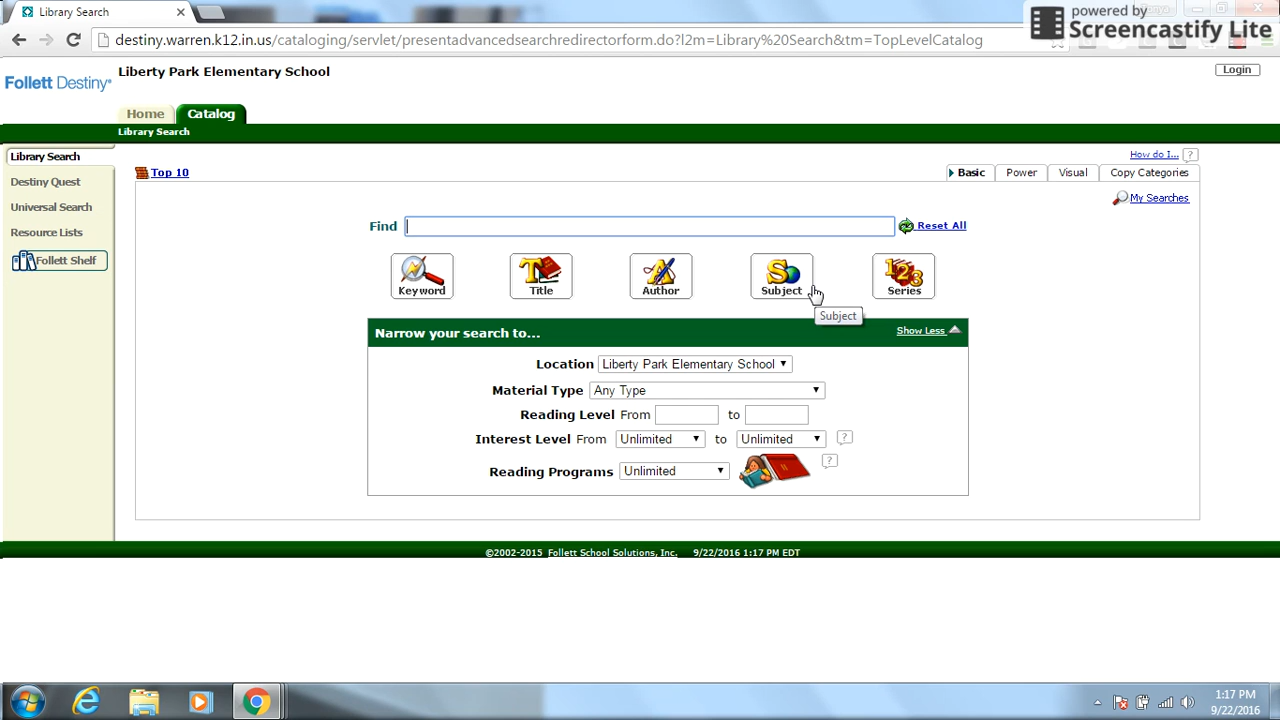 Library Search
powered by
Screencastify Lite
destiny.warren.k12.in.us/cataloging/
directorform.do?l2m=Library%20Search&tm=TopLevelCatalog
Liberty Park Elementary School
Login
Follett Destiny
Home
Catalog
Library Search
Library Search
How do I... ?
Top 10
Basic
Power
Visual
Copy Categories
Destiny Quest
My Searches
Universal Search
Find
Reset All
Resource Lists
Follett Shelf
Keyword
Title
Author
Subject
Series
Subject
Narrow your search to...
Show Less
Location Liberty Park Elementary School
Material Type Any Type
Reading Level From to
Interest Level From Unlimited to Unlimited ?
Reading Programs Unlimited ?
©2002-2015 Follett School Solutions, Inc. 9/22/2016 1:17 PM EDT
1:17 PM
9/22/2016